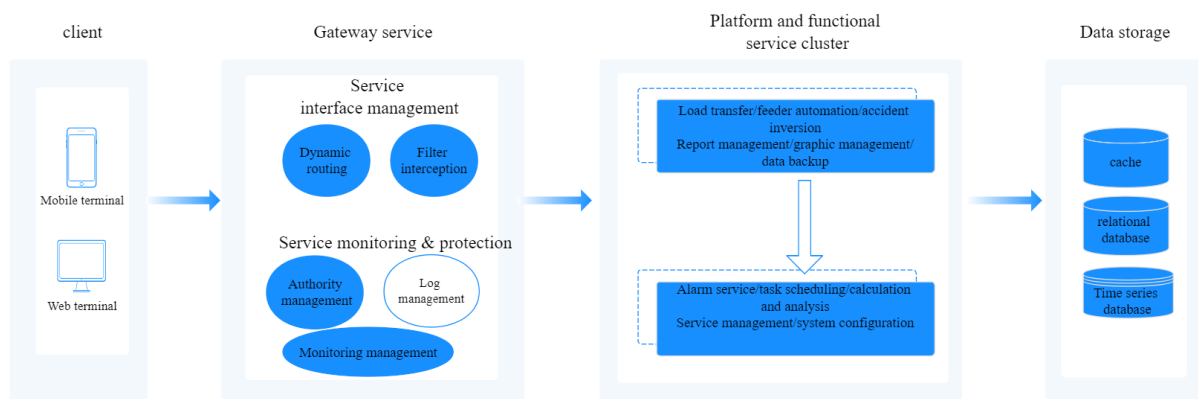 client
Mobile terminal
Web terminal
Gateway service
Service
interface management
Dynamic
routing
Filter
interception
Service monitoring & protection
Authority
management
Log
management
Monitoring management
Platform and functional
service cluster
Load transfer/feeder automation/accident
inversion
Report management/graphic management/
data backup
Alarm service/task scheduling/calculation
and analysis
Service management/system configuration
Data storage
cache
relational
database
Time series
database